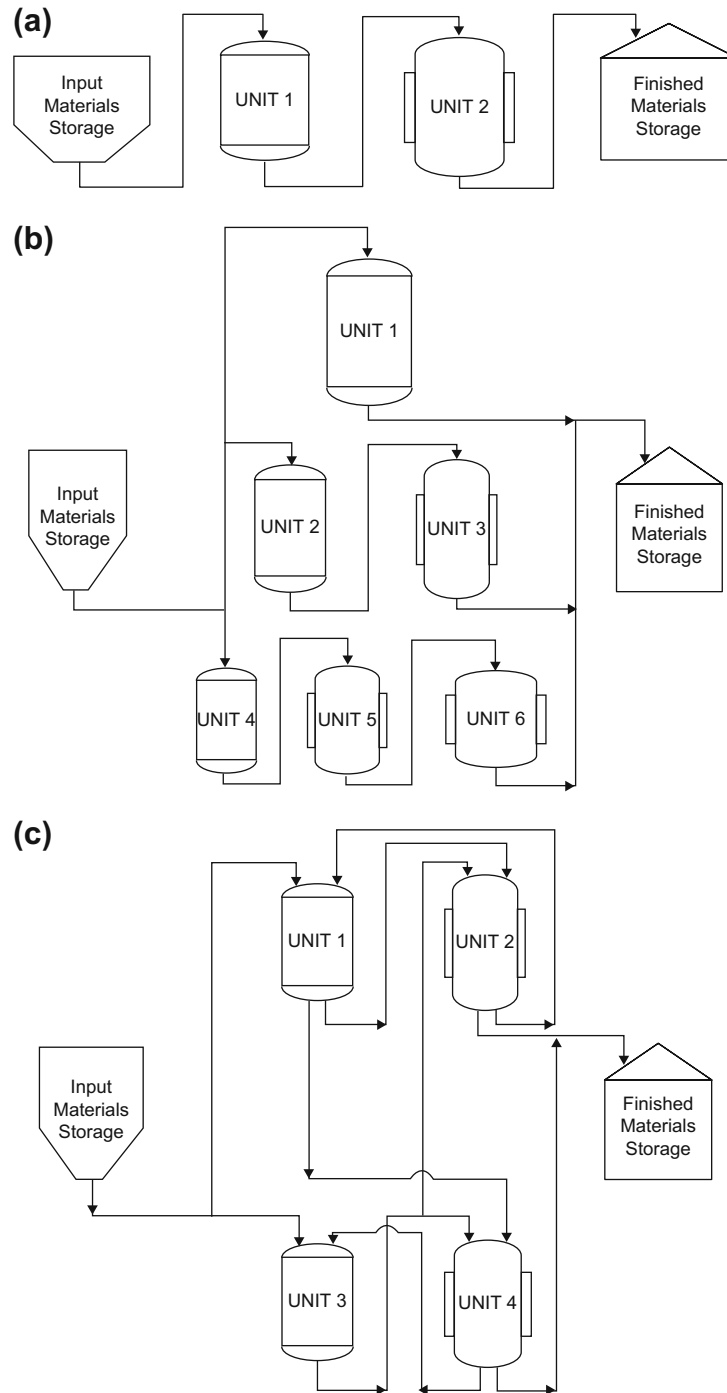 (a)
Input
Materials
Storage
UNIT 1
UNIT 2
Finished
Materials
Storage
(b)
UNIT 1
Input
Materials
Storage
UNIT 2
UNIT 3
Finished
Materials
Storage
UNIT 4
UNIT 5
UNIT 6
(c)
UNIT 1
UNIT 2
Input
Materials
Storage
Finished
Materials
Storage
UNIT 3
UNIT 4